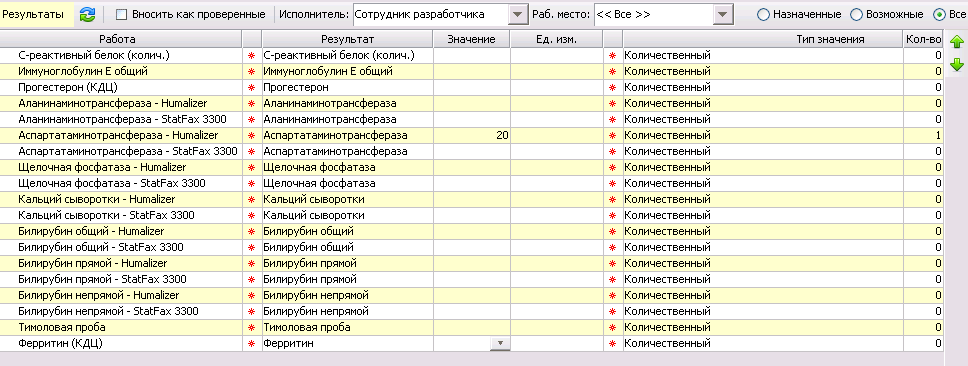 Результаты Вносить как проверенные Исполнитель: Сотрудник разработчика Раб. место: << Все >> Назначенные Возможные Все
Работа Результат Значение Ед. изм. Тип значения Кол-во
С-реактивный белок (колич.) * С-реактивный белок (колич.) * Количественный 0
Иммуноглобулин Е общий * Иммуноглобулин Е общий * Количественный 0
Прогестерон (КДЦ) * Прогестерон * Количественный 0
Аланинаминотрансфераза - Humalizer * Аланинаминотрансфераза * Количественный 0
Аланинаминотрансфераза - StatFax 3300 * Аланинаминотрансфераза * Количественный 0
Аспартатаминотрансфераза - Humalizer * Аспартатаминотрансфераза 20 * Количественный 1
Аспартатаминотрансфераза - StatFax 3300 * Аспартатаминотрансфераза * Количественный 0
Щелочная фосфатаза - Humalizer * Щелочная фосфатаза * Количественный 0
Щелочная фосфатаза - StatFax 3300 * Щелочная фосфатаза * Количественный 0
Кальций сыворотки - Humalizer * Кальций сыворотки * Количественный 0
Кальций сыворотки - StatFax 3300 * Кальций сыворотки * Количественный 0
Билирубин общий - Humalizer * Билирубин общий * Количественный 0
Билирубин общий - StatFax 3300 * Билирубин общий * Количественный 0
Билирубин прямой - Humalizer * Билирубин прямой * Количественный 0
Билирубин прямой - StatFax 3300 * Билирубин прямой * Количественный 0
Билирубин непрямой - Humalizer * Билирубин непрямой * Количественный 0
Билирубин непрямой - StatFax 3300 * Билирубин непрямой * Количественный 0
Тимоловая проба * Тимоловая проба * Количественный 0
Ферритин (КДЦ) * Ферритин * Количественный 0